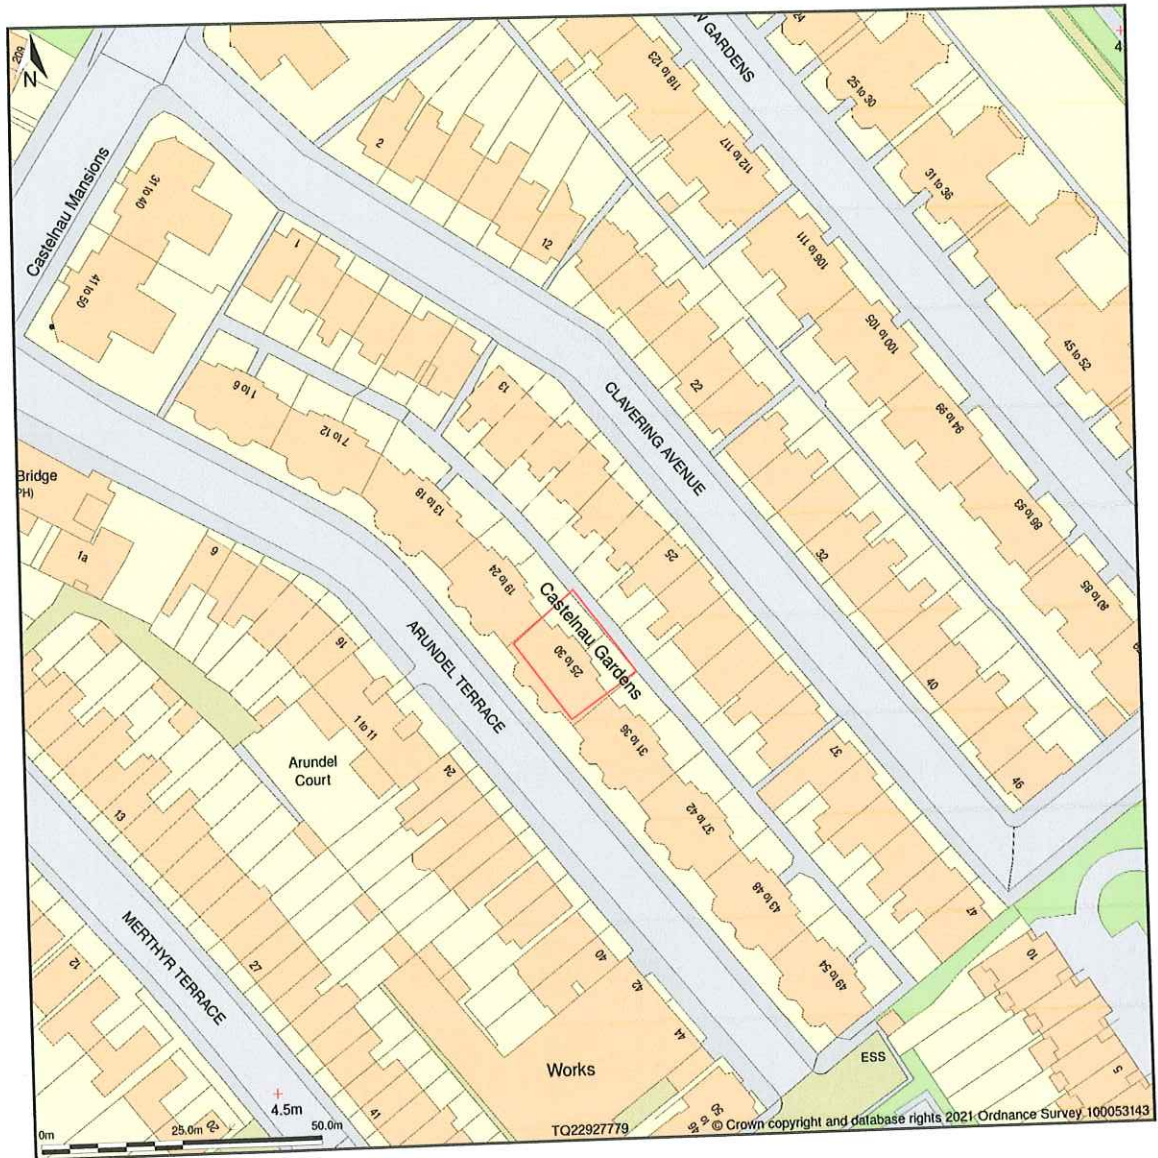 N
209
2
12
31 to 40
41 to 50
Castelnau Mansions
1
1 to 6
7 to 12
13 to 18
19 to 24
25 to 30
31 to 36
37 to 42
43 to 48
49 to 54
Castelnau Gardens
13
25
37
47
CLAVERING AVENUE
22
32
40
46
GARDENS
118 to 123
112 to 117
106 to 111
100 to 105
94 to 99
86 to 93
80 to 85
24
25 to 30
31 to 36
45 to 52
4
Bridge
PH)
1a
9
16
1 to 11
24
ARUNDEL TERRACE
Arundel
Court
13
27
41
12
MERTHYR TERRACE
40
42
44
Works
ESS
10
5
4.5m
0m
25.0m
50.0m
TQ22927779
© Crown copyright and database rights 2021 Ordnance Survey 100053143